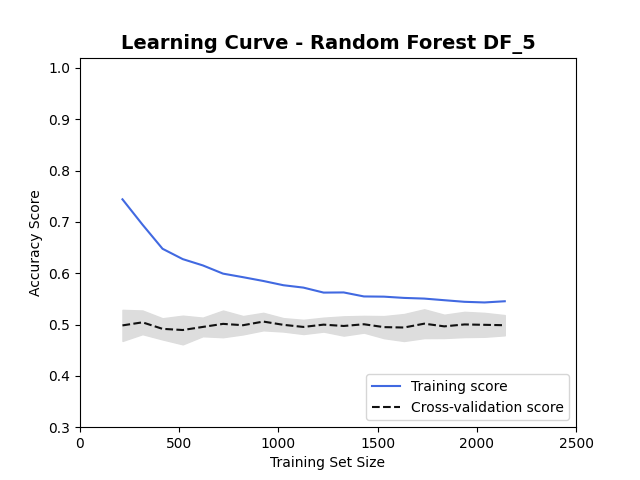 Learning Curve - Random Forest DF_5
Accuracy Score
1.0
0.9
0.8
0.7
0.6
0.5
0.4
0.3
Training score
Cross-validation score
0 500 1000 1500 2000 2500
Training Set Size